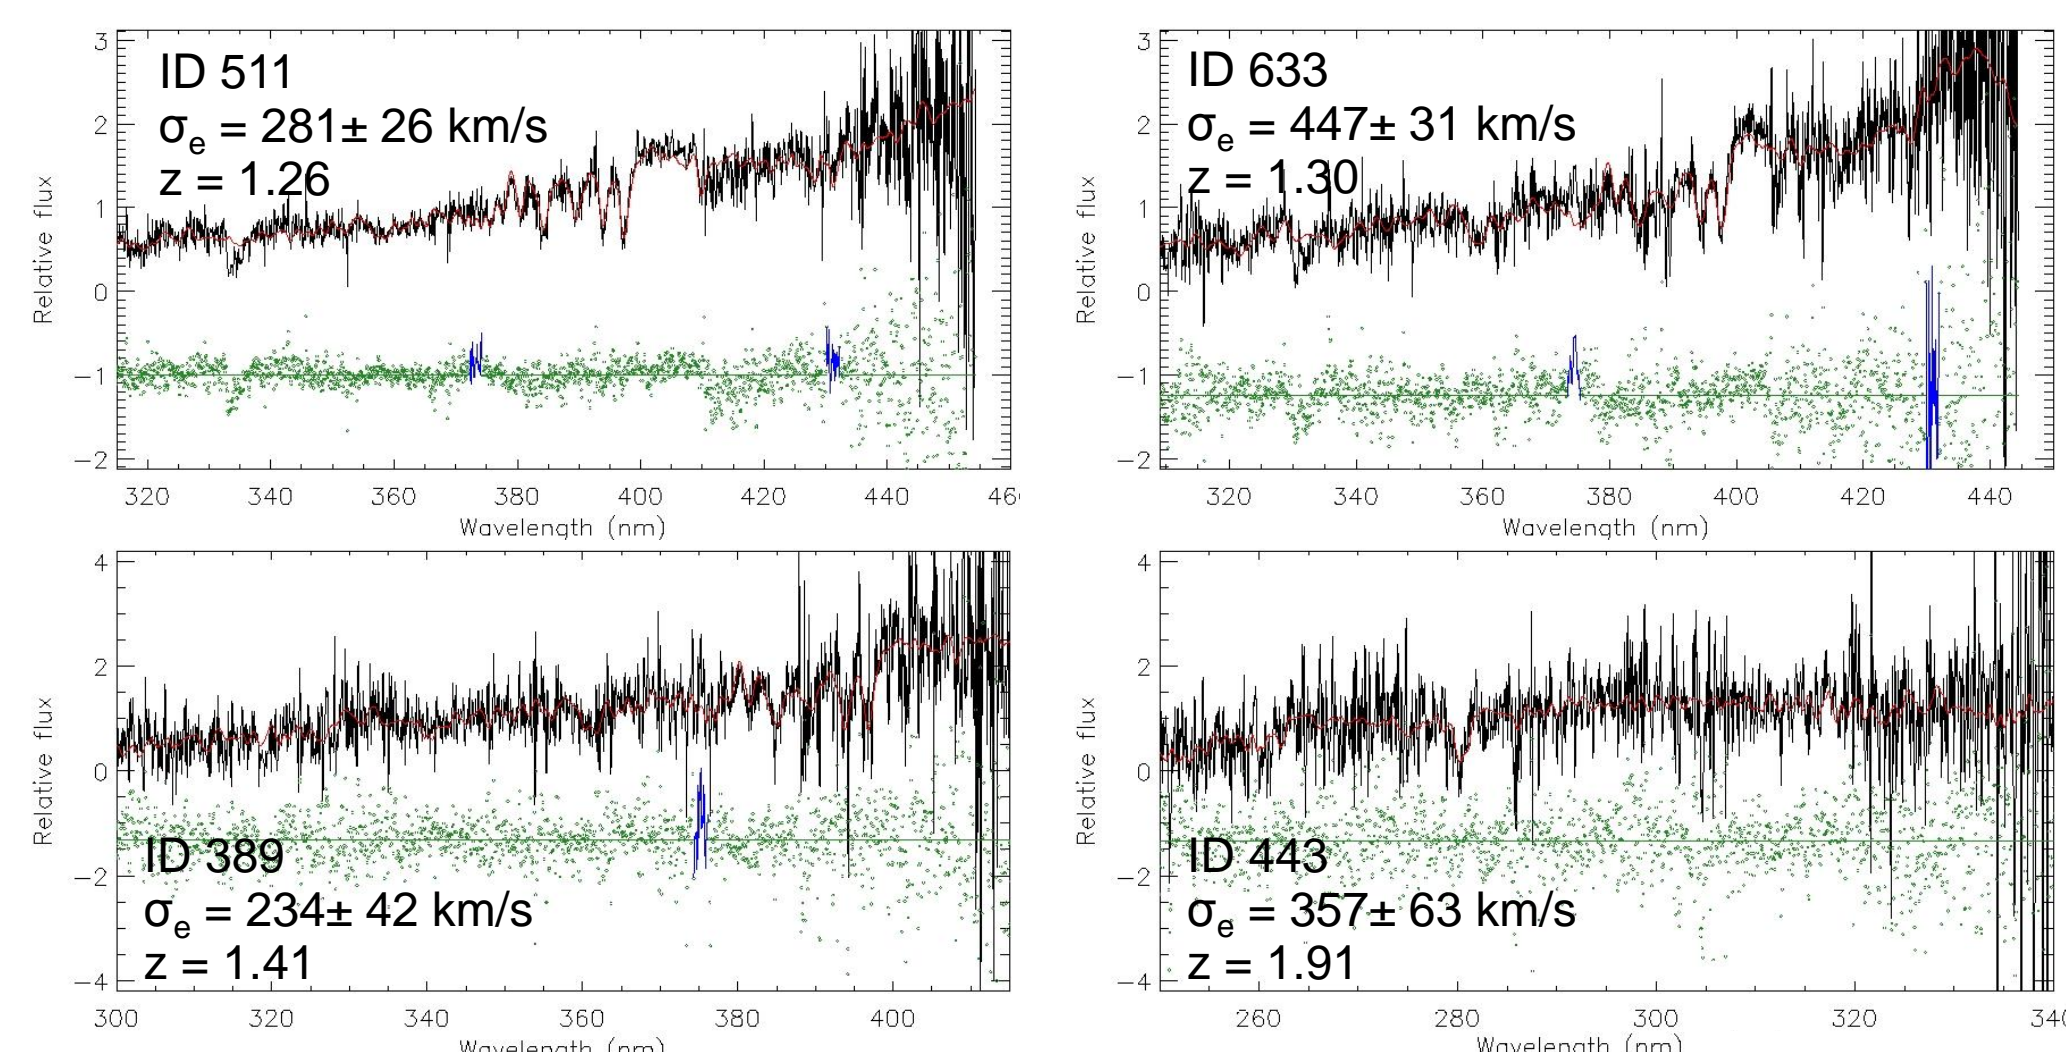 3
2
1
0
−1
−2
Relative flux
ID 511
σe = 281± 26 km/s
z = 1.26
320 340 360 380 400 420 440
Wavelength (nm)
3
2
1
0
−1
−2
Relative flux
ID 633
σe = 447± 31 km/s
z = 1.30
320 340 360 380 400 420 440
Wavelength (nm)
4
2
0
−2
−4
Relative flux
ID 389
σe = 234± 42 km/s
z = 1.41
300 320 340 360 380 400
Wavelength (nm)
4
2
0
−2
−4
Relative flux
ID 443
σe = 357± 63 km/s
z = 1.91
260 280 300 320
Wavelength (nm)